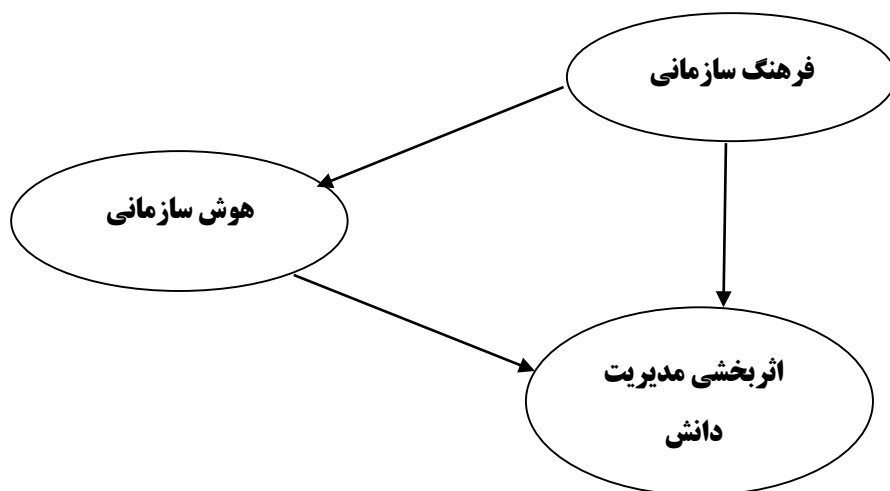 فرهنگ سازمانی
هوش سازمانی
اثربخشی مدیریت
دانش